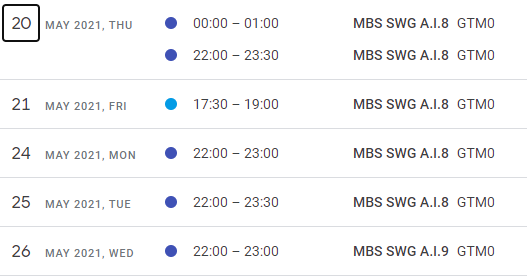 20 MAY 2021, THU 00:00 – 01:00 MBS SWG A.I.8 GTM0
22:00 – 23:30 MBS SWG A.I.8 GTM0
21 MAY 2021, FRI 17:30 – 19:00 MBS SWG A.I.8 GTM0
24 MAY 2021, MON 22:00 – 23:00 MBS SWG A.I.8 GTM0
25 MAY 2021, TUE 22:00 – 23:30 MBS SWG A.I.8 GTM0
26 MAY 2021, WED 22:00 – 23:00 MBS SWG A.I.9 GTM0